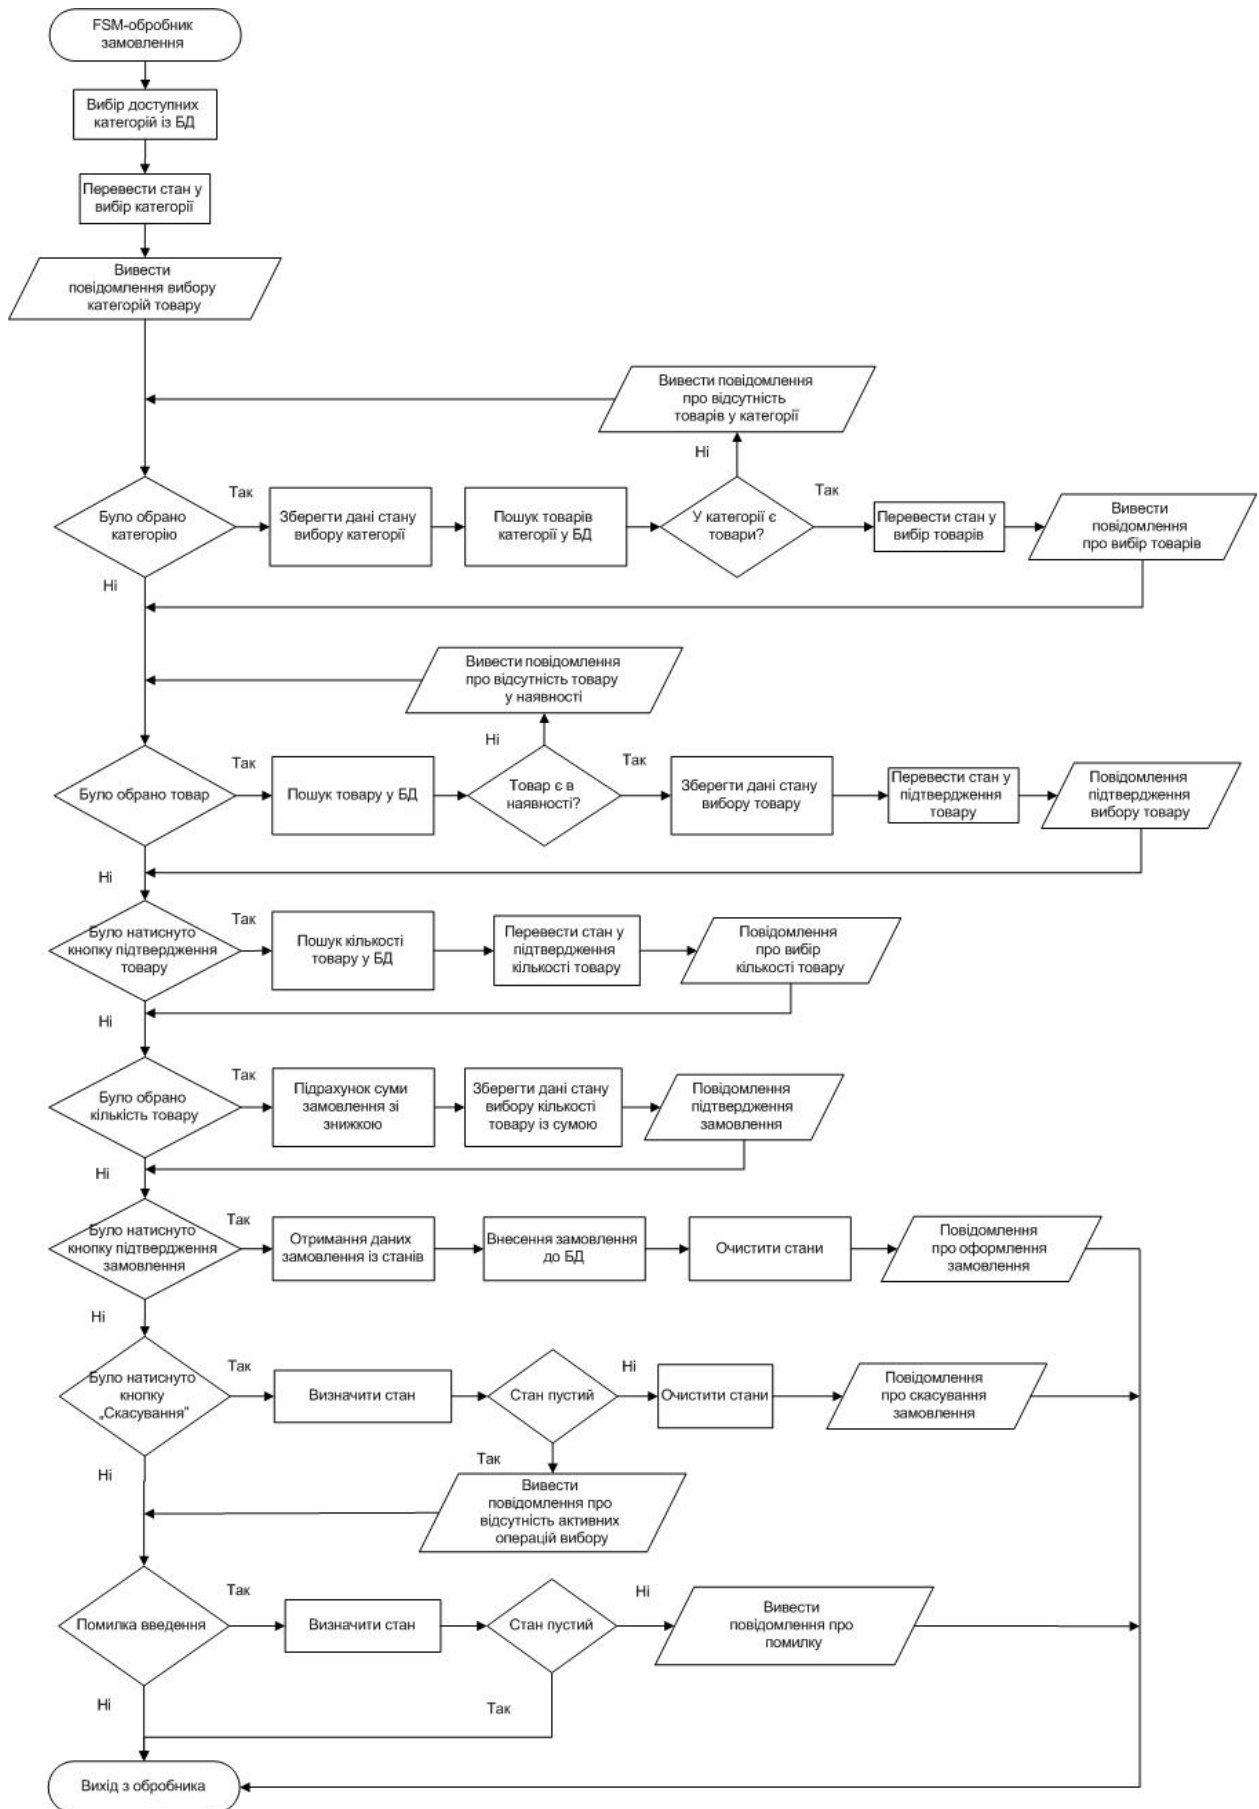 FSM-обробник
замовлення
Вибір доступних
категорій із БД
Перевести стан у
вибір категорії
Вивести
повідомлення вибору
категорій товару
Вивести повідомлення
про відсутність
товарів у категорії
Ні
Було обрано
категорію
Так
Зберегти дані стану
вибору категорії
Пошук товарів
категорії у БД
У категорії є
товари?
Так
Перевести стан у
вибір товарів
Вивести
повідомлення
про вибір товарів
Ні
Вивести повідомлення
про відсутність товару
у наявності
Ні
Було обрано товар
Так
Пошук товару у БД
Товар є в
наявності?
Так
Зберегти дані стану
вибору товару
Перевести стан у
підтвердження
товару
Повідомлення
підтвердження
вибору товару
Ні
Було натиснуто
кнопку підтвердження
товару
Так
Пошук кількості
товару у БД
Перевести стан у
підтвердження
кількості товару
Повідомлення
про вибір
кількості товару
Ні
Було обрано
кількість товару
Так
Підрахунок суми
замовлення зі
знижкою
Зберегти дані стану
вибору кількості
товару із сумою
Повідомлення
підтвердження
замовлення
Ні
Було натиснуто
кнопку підтвердження
замовлення
Так
Отримання даних
замовлення із станів
Внесення замовлення
до БД
Очистити стани
Повідомлення
про оформлення
замовлення
Ні
Було натиснуто
кнопку
„Скасування”
Так
Визначити стан
Стан пустий
Ні
Очистити стани
Повідомлення
про скасування
замовлення
Ні
Так
Вивести
повідомлення про
відсутність активних
операцій вибору
Помилка введення
Так
Визначити стан
Стан пустий
Ні
Вивести
повідомлення про
помилку
Ні
Так
Вихід з обробника